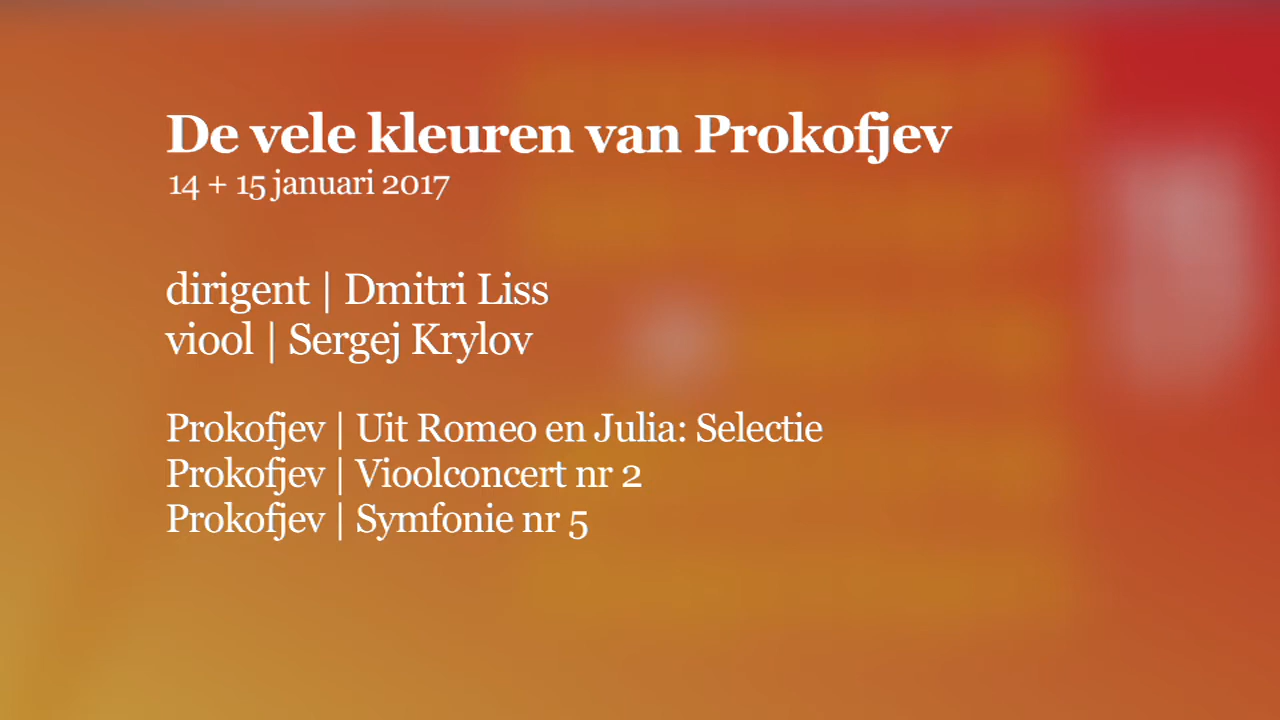 De vele kleuren van Prokofjev
14 + 15 januari 2017
dirigent | Dmitri Liss
viool | Sergej Krylov
Prokofjev | Uit Romeo en Julia: Selectie
Prokofjev | Vioolconcert nr 2
Prokofjev | Symfonie nr 5